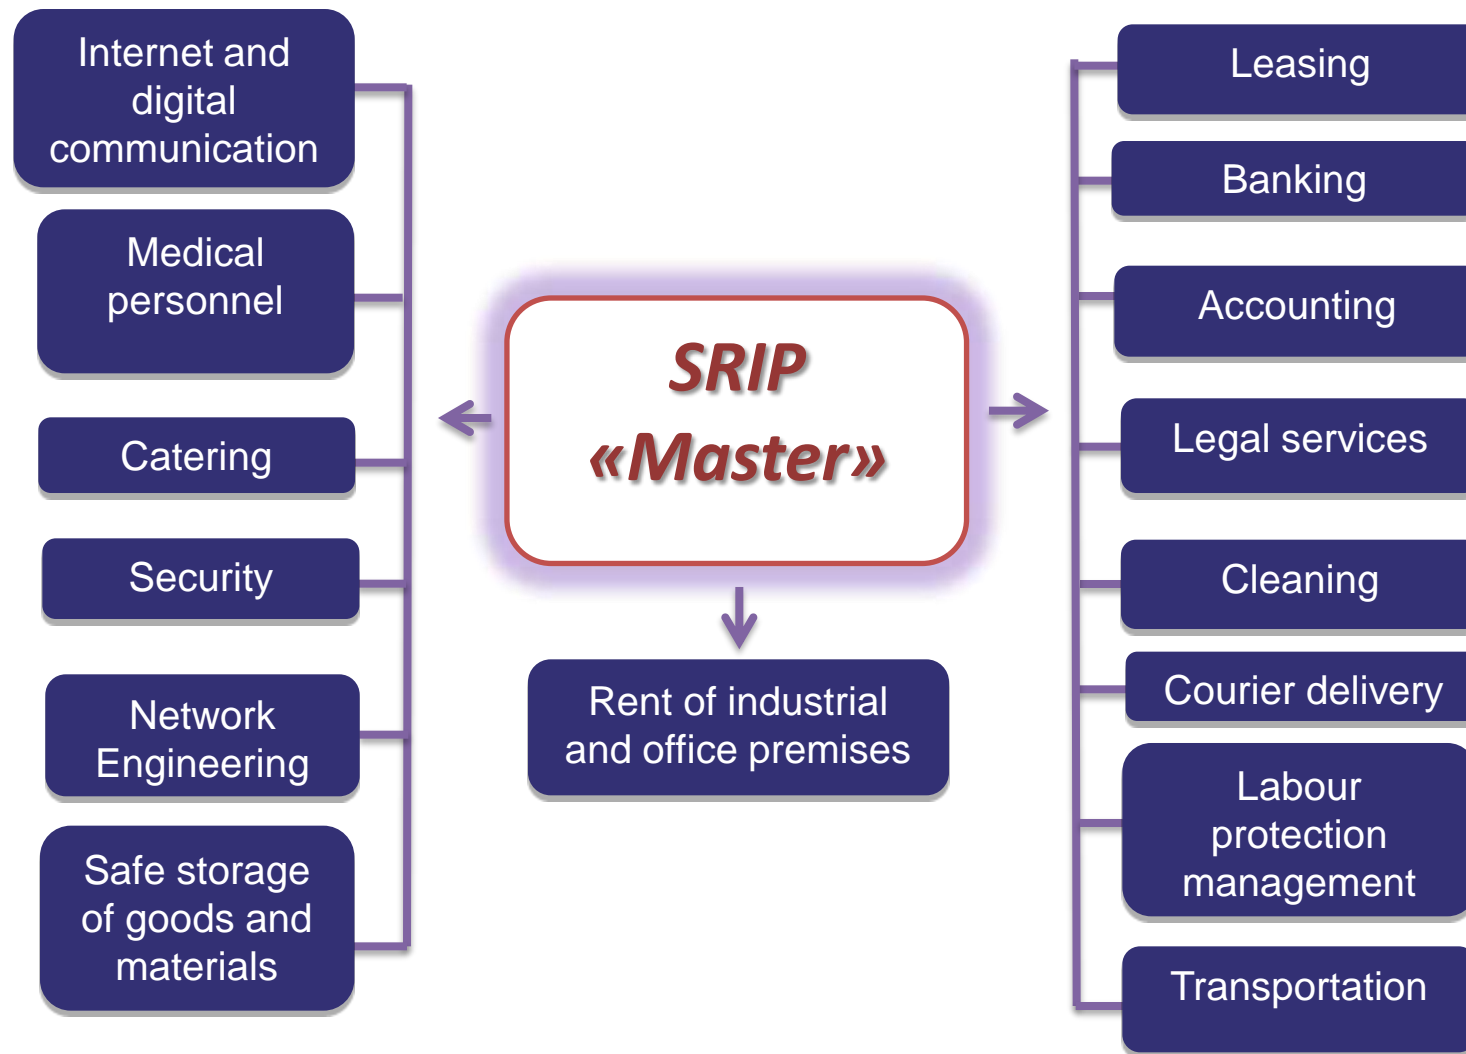 Internet and
digital
communication
Medical
personnel
Catering
Security
Network
Engineering
Safe storage
of goods and
materials
SRIP
«Master»
Rent of industrial
and office premises
Leasing
Banking
Accounting
Legal services
Cleaning
Courier delivery
Labour
protection
management
Transportation